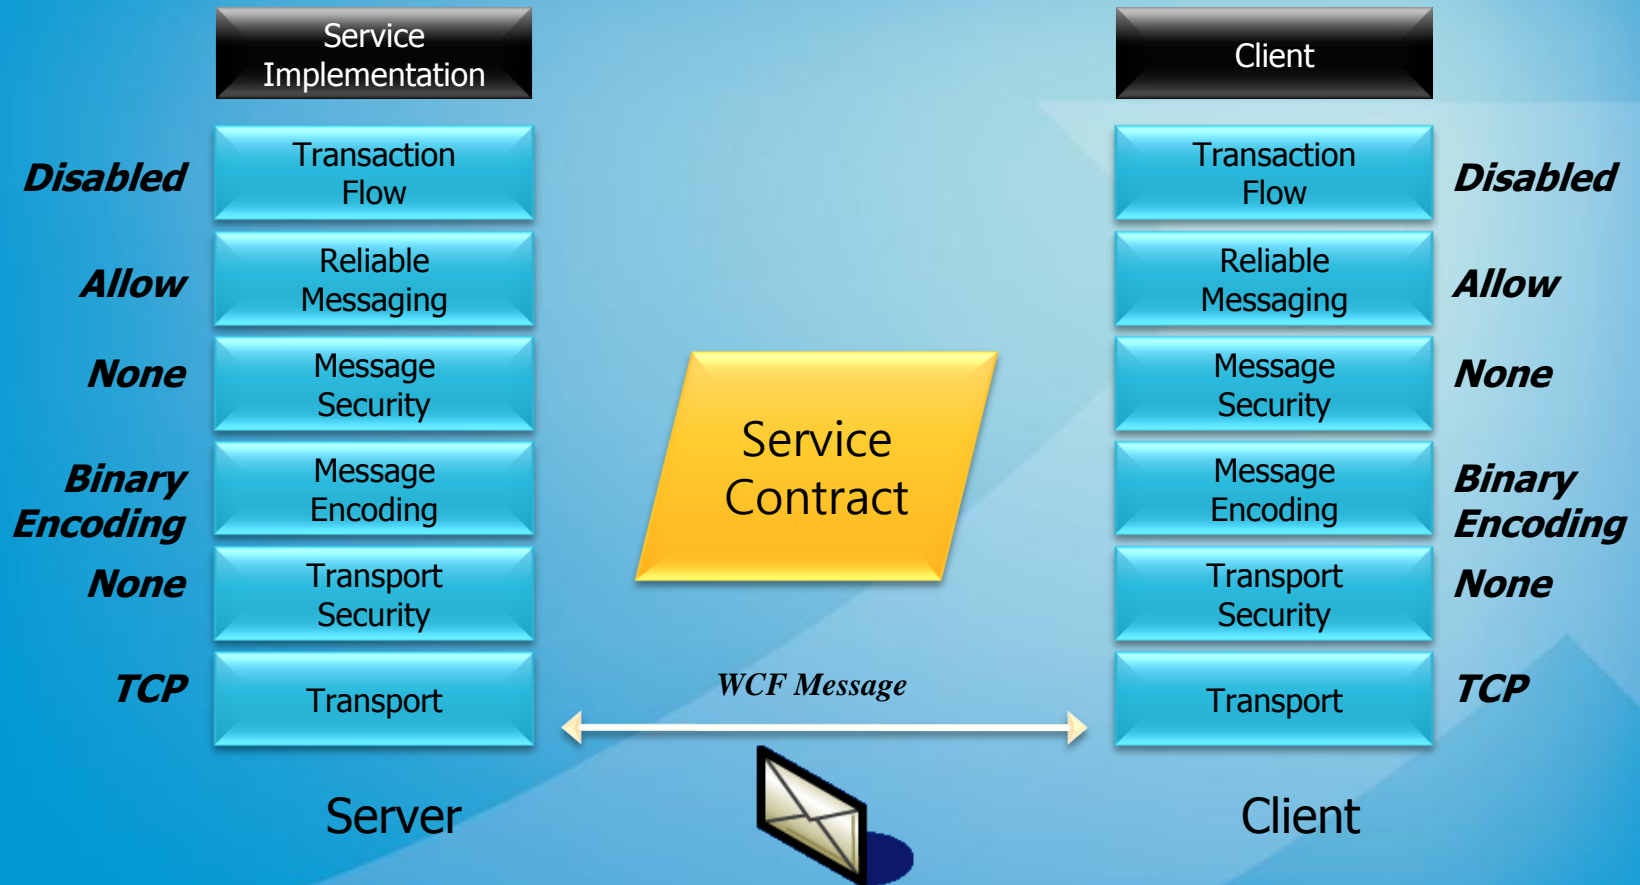 Service
Implementation
Disabled
Transaction
Flow
Allow
Reliable
Messaging
None
Message
Security
Binary
Encoding
Message
Encoding
None
Transport
Security
TCP
Transport
Server
Service
Contract
WCF Message
Client
Transaction
Flow
Disabled
Reliable
Messaging
Allow
Message
Security
None
Message
Encoding
Binary
Encoding
Transport
Security
None
Transport
TCP
Client